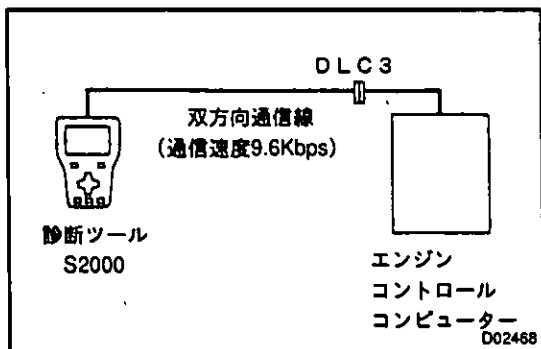 DLC3
双方向通信線
(通信速度9.6Kbps)
診断ツール
S2000
エンジン
コントロール
コンピューター
D02468